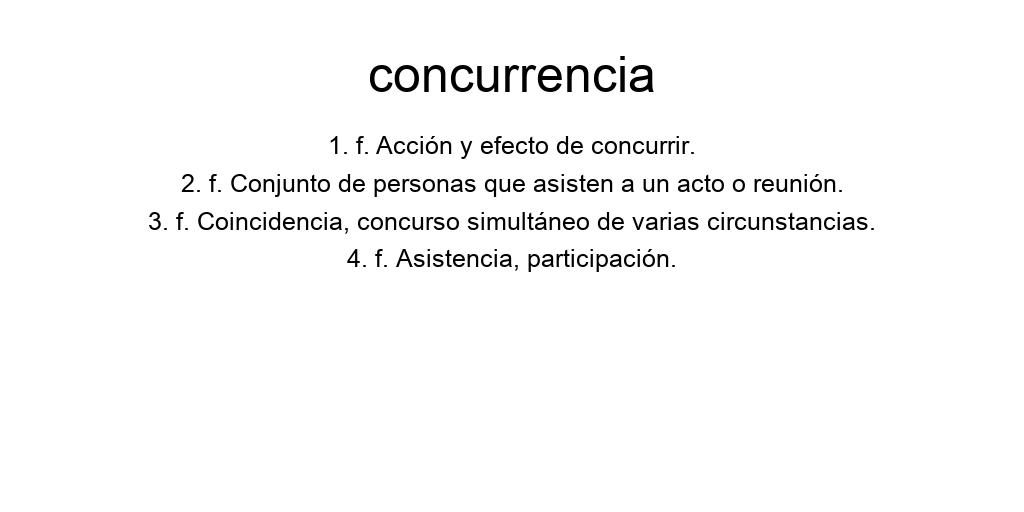 concurrencia
1. f. Acción y efecto de concurrir.
2. f. Conjunto de personas que asisten a un acto o reunión.
3. f. Coincidencia, concurso simultáneo de varias circunstancias.
4. f. Asistencia, participación.